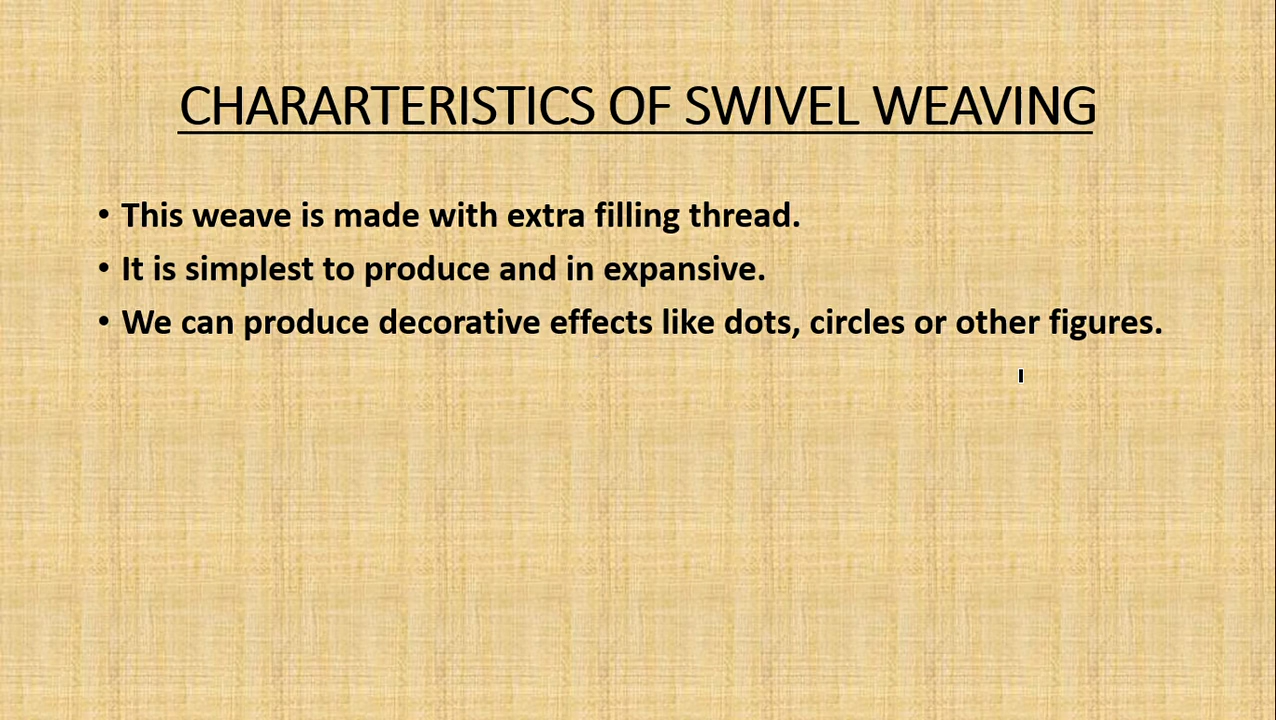 CHARARTERISTICS OF SWIVEL WEAVING
• This weave is made with extra filling thread.
• It is simplest to produce and in expansive.
• We can produce decorative effects like dots, circles or other figures.